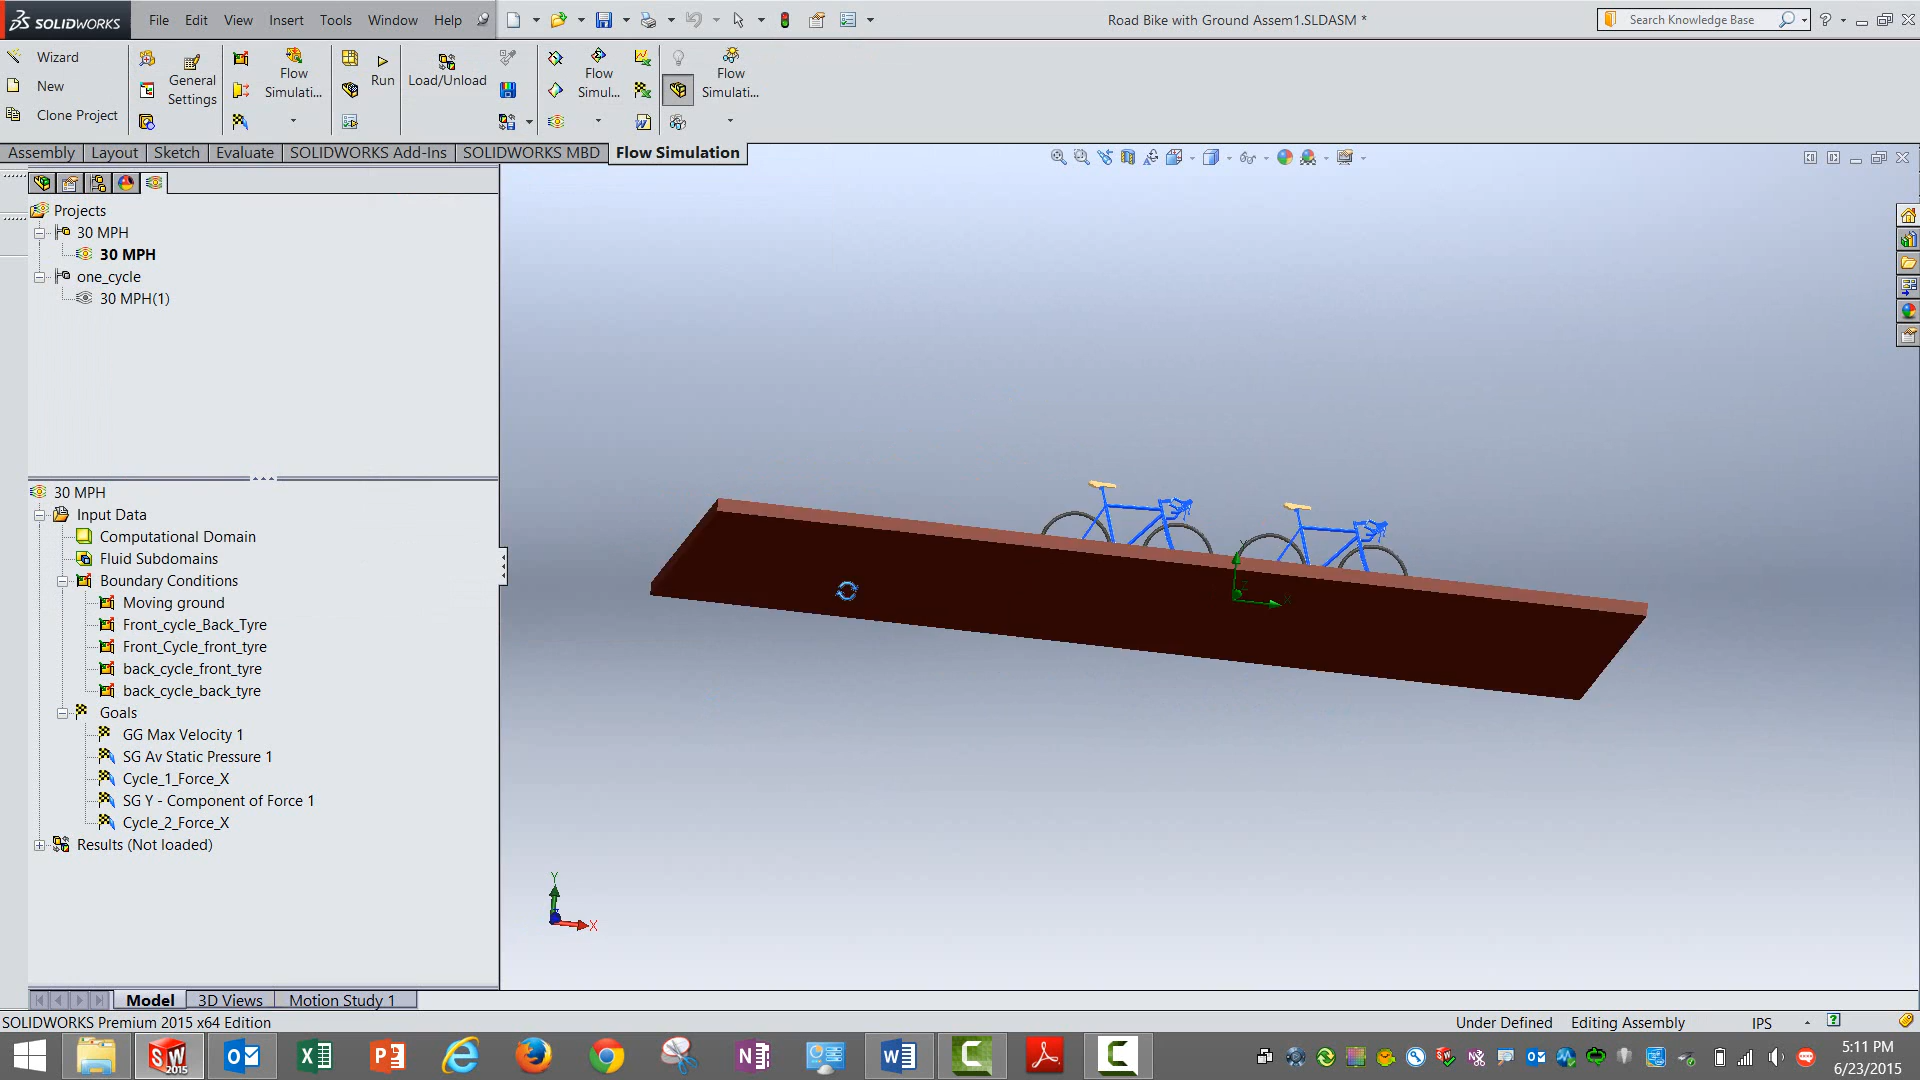 SOLIDWORKS File Edit View Insert Tools Window Help Road Bike with Ground Assem1.SLDASM * Search Knowledge Base ?
Wizard
New
Clone Project
General Settings
Flow Simulati...
Run
Load/Unload
Flow Simul...
Flow Simulati...
Assembly Layout Sketch Evaluate SOLIDWORKS Add-Ins SOLIDWORKS MBD Flow Simulation
Projects
30 MPH
30 MPH
one_cycle
30 MPH(1)
30 MPH
Input Data
Computational Domain
Fluid Subdomains
Boundary Conditions
Moving ground
Front_cycle_Back_Tyre
Front_Cycle_front_tyre
back_cycle_front_tyre
back_cycle_back_tyre
Goals
GG Max Velocity 1
SG Av Static Pressure 1
Cycle_1_Force_X
SG Y - Component of Force 1
Cycle_2_Force_X
Results (Not loaded)
Y
X
Model 3D Views Motion Study 1
SOLIDWORKS Premium 2015 x64 Edition Under Defined Editing Assembly IPS ?
SW 2015
5:11 PM
6/23/2015